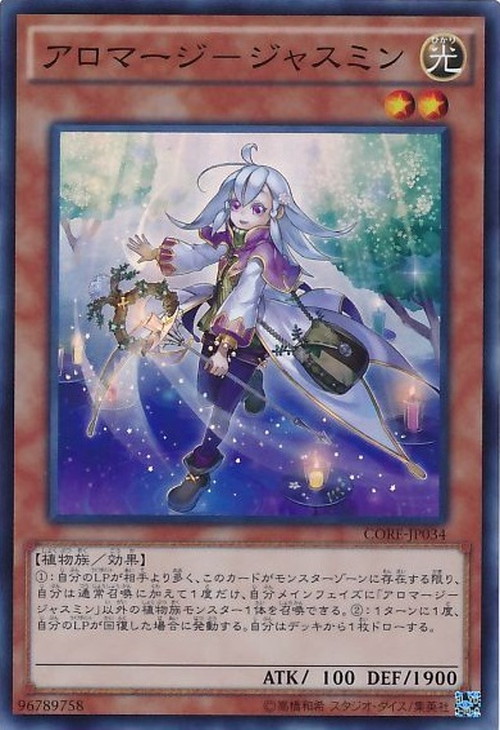 アロマージ－ジャスミン
ひかり
光
CORE-JP034
【植物族／効果】
①：自分のLPが相手より多く、このカードがモンスターゾーンに存在する限り、
自分は通常召喚に加えて1度だけ、自分メインフェイズに「アロマージ－
ジャスミン」以外の植物族モンスター1体を召喚できる。②：1ターンに1度、
自分のLPが回復した場合に発動する。自分はデッキから1枚ドローする。
ATK/ 100 DEF/1900
96789758
©高橋和希 スタジオ・ダイス/集英社